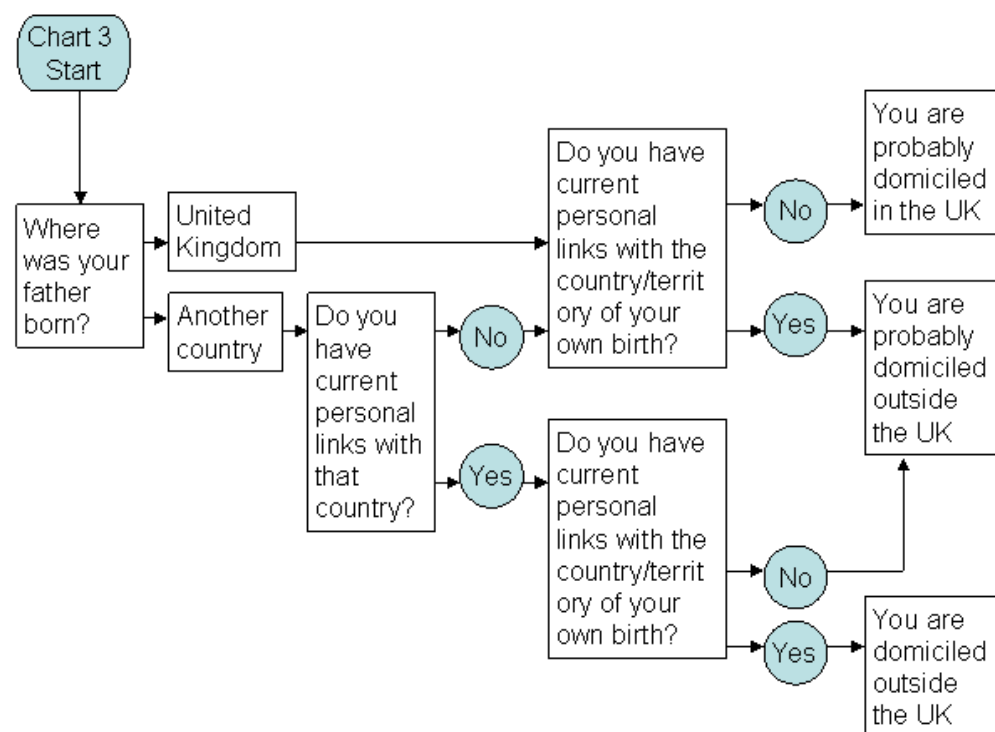 Chart 3
Start
Where
was your
father
born?
United
Kingdom
Another
country
Do you
have
current
personal
links with
that
country?
No
Yes
Do you have
current
personal
links with the
country/territ
ory of your
own birth?
No
Yes
Do you have
current
personal
links with the
country/territ
ory of your
own birth?
No
Yes
You are
probably
domiciled
in the UK
You are
probably
domiciled
outside
the UK
You are
domiciled
outside
the UK